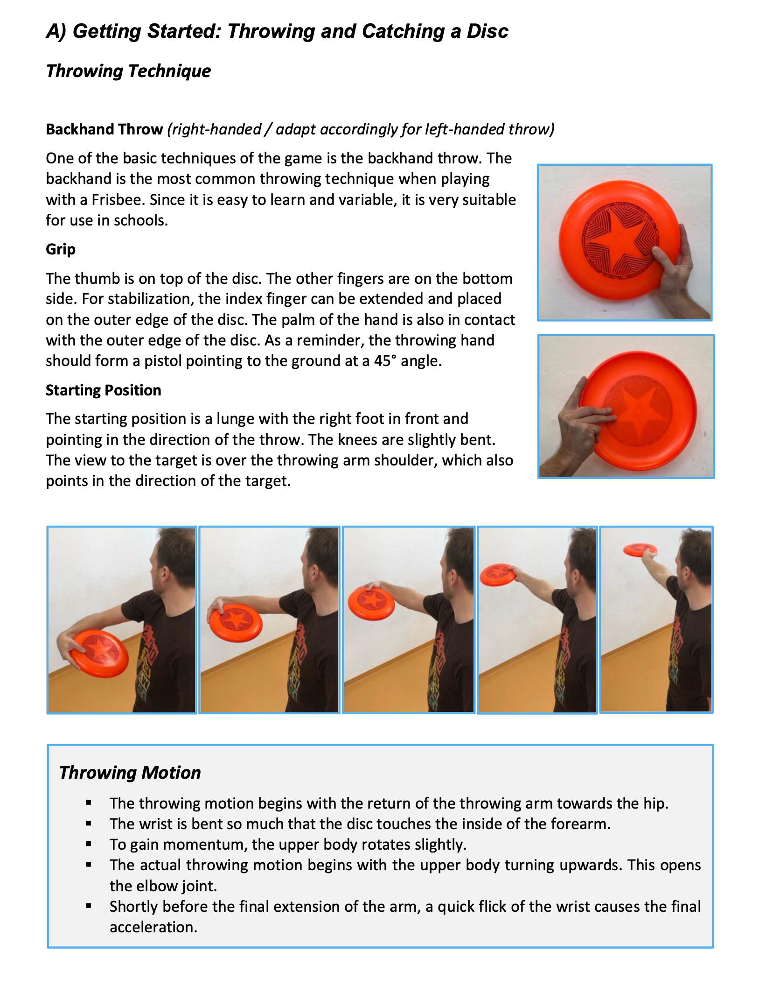 A) Getting Started: Throwing and Catching a Disc
Throwing Technique
Backhand Throw (right-handed / adapt accordingly for left-handed throw)
One of the basic techniques of the game is the backhand throw. The
backhand is the most common throwing technique when playing
with a Frisbee. Since it is easy to learn and variable, it is very suitable
for use in schools.
Grip
The thumb is on top of the disc. The other fingers are on the bottom
side. For stabilization, the index finger can be extended and placed
on the outer edge of the disc. The palm of the hand is also in contact
with the outer edge of the disc. As a reminder, the throwing hand
should form a pistol pointing to the ground at a 45° angle.
Starting Position
The starting position is a lunge with the right foot in front and
pointing in the direction of the throw. The knees are slightly bent.
The view to the target is over the throwing arm shoulder, which also
points in the direction of the target.
Throwing Motion
▪ The throwing motion begins with the return of the throwing arm towards the hip.
▪ The wrist is bent so much that the disc touches the inside of the forearm.
▪ To gain momentum, the upper body rotates slightly.
▪ The actual throwing motion begins with the upper body turning upwards. This opens
the elbow joint.
▪ Shortly before the final extension of the arm, a quick flick of the wrist causes the final
acceleration.